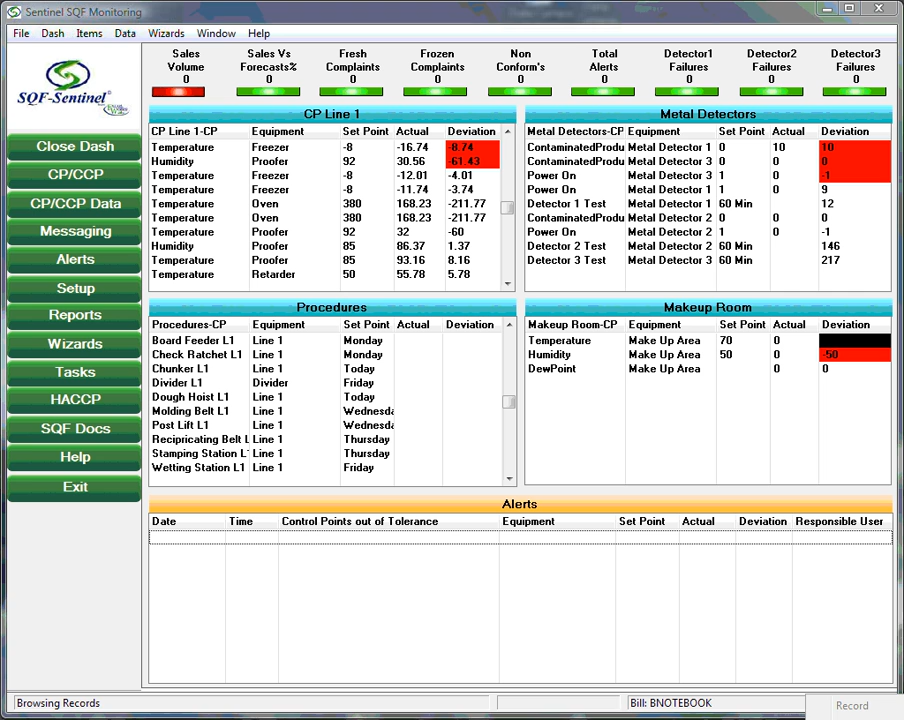 Sentinel SQF Monitoring
File Dash Items Data Wizards Window Help
SQF-Sentinel
Close Dash
CP/CCP
CP/CCP Data
Messaging
Alerts
Setup
Reports
Wizards
Tasks
HACCP
SQF Docs
Help
Exit
Sales Volume 0
Sales Vs Forecasts% 0
Fresh Complaints 0
Frozen Complaints 0
Non Conform's 0
Total Alerts 0
Detector1 Failures 0
Detector2 Failures 0
Detector3 Failures 0
CP Line 1
CP Line 1-CP Equipment Set Point Actual Deviation
Temperature Freezer -8 -16.74 -8.74
Humidity Proofer 92 30.56 -61.43
Temperature Freezer -8 -12.01 -4.01
Temperature Freezer -8 -11.74 -3.74
Temperature Oven 380 168.23 -211.77
Temperature Oven 380 168.23 -211.77
Temperature Proofer 92 32 -60
Humidity Proofer 85 86.37 1.37
Temperature Proofer 85 93.16 8.16
Temperature Retarder 50 55.78 5.78
Metal Detectors
Metal Detectors-CP Equipment Set Point Actual Deviation
ContaminatedProdu Metal Detector 1 0 10 10
ContaminatedProdu Metal Detector 3 0 0 0
Power On Metal Detector 3 1 0 -1
Power On Metal Detector 1 1 0 9
Detector 1 Test Metal Detector 1 60 Min 12
ContaminatedProdu Metal Detector 2 0 0 0
Power On Metal Detector 2 1 0 -1
Detector 2 Test Metal Detector 2 60 Min 146
Detector 3 Test Metal Detector 3 60 Min 217
Procedures
Procedures-CP Equipment Set Point Actual Deviation
Board Feeder L1 Line 1 Monday
Check Ratchet L1 Line 1 Monday
Chunker L1 Line 1 Today
Divider L1 Divider Friday
Dough Hoist L1 Line 1 Today
Molding Belt L1 Line 1 Wednesda
Post Lift L1 Line 1 Wednesda
Recipricating Belt L Line 1 Thursday
Stamping Station L' Line 1 Thursday
Wetting Station L1 Line 1 Friday
Makeup Room
Makeup Room-CP Equipment Set Point Actual Deviation
Temperature Make Up Area 70 0
Humidity Make Up Area 50 0 -50
DewPoint Make Up Area 0 0
Alerts
Date Time Control Points out of Tolerance Equipment Set Point Actual Deviation Responsible User
Browsing Records
Bill: BNOTEBOOK
Record